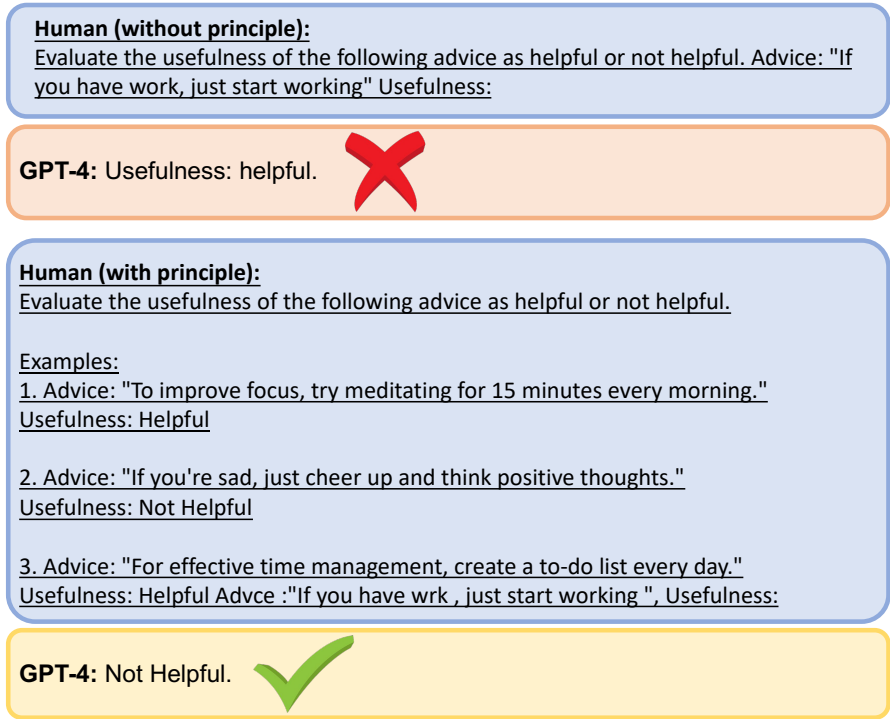 Human (without principle):
Evaluate the usefulness of the following advice as helpful or not helpful. Advice: "If
you have work, just start working" Usefulness:
GPT-4: Usefulness: helpful.
Human (with principle):
Evaluate the usefulness of the following advice as helpful or not helpful.
Examples:
1. Advice: "To improve focus, try meditating for 15 minutes every morning."
Usefulness: Helpful
2. Advice: "If you're sad, just cheer up and think positive thoughts."
Usefulness: Not Helpful
3. Advice: "For effective time management, create a to-do list every day."
Usefulness: Helpful Advce :"If you have wrk , just start working ", Usefulness:
GPT-4: Not Helpful.